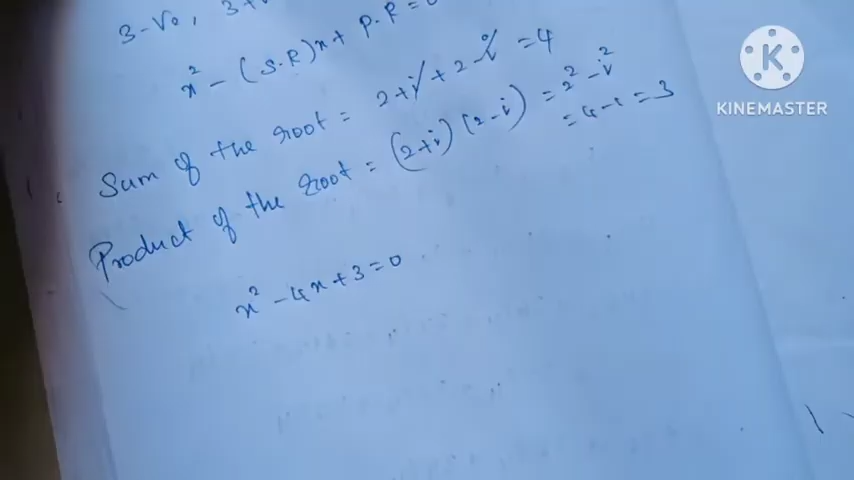 3-√6, 3+√
x² - (S.R)x + P.R = 0
Sum of the root = 2+i + 2-i = 4
Product of the root = (2+i) (2-i) = 2² - i²
= 4-1 = 3
x² - 4x + 3 = 0
K
KINEMASTER